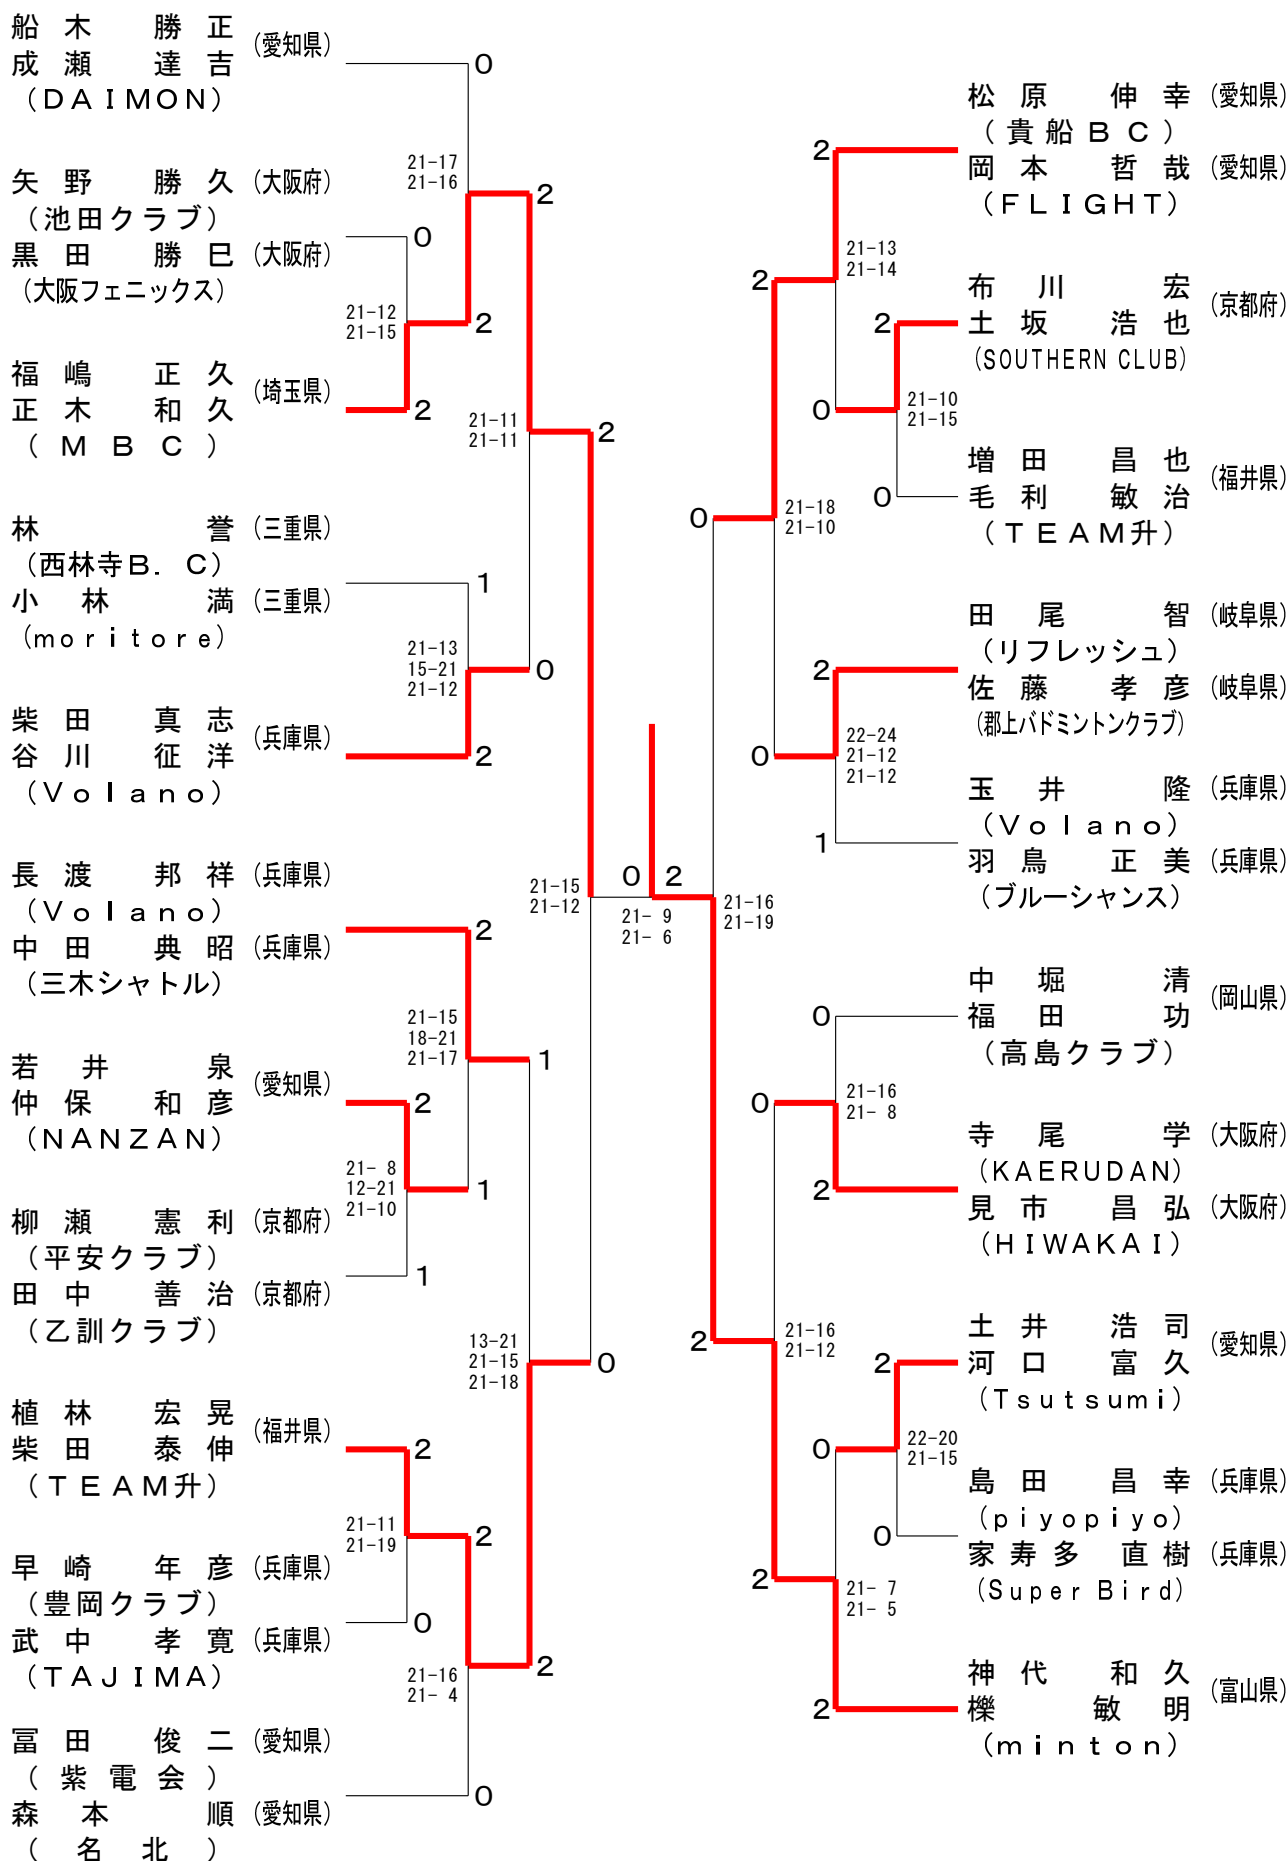 船木 勝正 (愛知県)
成瀬 達吉
(DAIMON)
0
矢野 勝久 (大阪府)
(池田クラブ)
黒田 勝巳 (大阪府)
(大阪フェニックス)
0
21-17
21-16
2
21-12
21-15
2
福嶋 正久 (埼玉県)
正木 和久
(MBC)
2
21-11
21-11
2
林 誉 (三重県)
(西林寺B．C)
小林 満 (三重県)
(moritore)
1
21-13
15-21
21-12
0
柴田 真志 (兵庫県)
谷川 征洋
(Volano)
2
長渡 邦祥 (兵庫県)
(Volano)
中田 典昭 (兵庫県)
(三木シャトル)
2
21-15
21-12
21-15
18-21
21-17
1
若井 泉 (愛知県)
仲保 和彦
(NANZAN)
2
21- 8
12-21
21-10
1
柳瀬 憲利 (京都府)
(平安クラブ)
田中 善治 (京都府)
(乙訓クラブ)
1
13-21
21-15
21-18
0
植林 宏晃 (福井県)
柴田 泰伸
(TEAM升)
2
21-11
21-19
2
早崎 年彦 (兵庫県)
(豊岡クラブ)
武中 孝寛 (兵庫県)
(TAJIMA)
0
21-16
21- 4
2
冨田 俊二 (愛知県)
(紫電会)
森本 順 (愛知県)
(名北)
0
0 2
21- 9
21- 6
松原 伸幸 (愛知県)
(貴船BC)
岡本 哲哉 (愛知県)
(FLIGHT)
2
21-13
21-14
2
布川 宏 (京都府)
土坂 浩也
(SOUTHERN CLUB)
2
0
21-10
21-15
増田 昌也 (福井県)
毛利 敏治
(TEAM升)
0
0
21-18
21-10
田尾 智 (岐阜県)
(リフレッシュ)
佐藤 孝彦 (岐阜県)
(郡上バドミントンクラブ)
2
0
22-24
21-12
21-12
玉井 隆 (兵庫県)
(Volano)
羽鳥 正美 (兵庫県)
(ブルーシャンス)
1
21-16
21-19
中堀 清 (岡山県)
福田 功
(高島クラブ)
0
0
21-16
21- 8
寺尾 学 (大阪府)
(KAERUDAN)
見市 昌弘 (大阪府)
(HIWAKAI)
2
2
21-16
21-12
土井 浩司 (愛知県)
河口 富久
(Tsutsumi)
2
0
22-20
21-15
島田 昌幸 (兵庫県)
(piyopiyo)
家寿多 直樹 (兵庫県)
(Super Bird)
0
2
21- 7
21- 5
神代 和久 (富山県)
櫟 敏明
(minton)
2